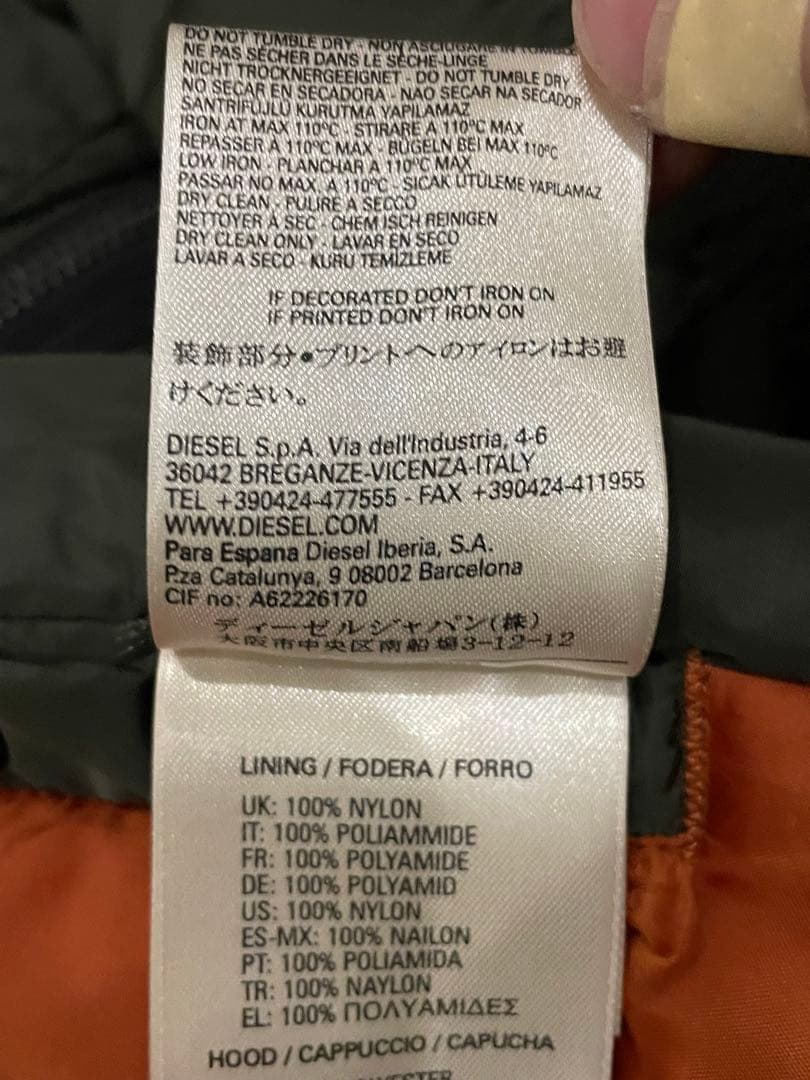 DO NOT TUMBLE DRY - NON ASCIUGARE IN
NE PAS SECHER DANS LE SÈCHE-LINGE
NICHT TROCKNERGEEIGNET - DO NOT TUMBLE DRY
NO SECAR EN SECADORA - NAO SECAR NA SECADOR
SANTRIFUJLU KURUTMA YAPILAMAZ
IRON AT MAX 110°C - STIRARE A 110°C MAX
REPASSER À 110°C MAX - BÜGELN BEI MAX 110°C
LOW IRON - PLANCHAR A 110°C MAX
PASSAR NO MAX. A 110°C - SICAK ÜTÜLEME YAPILAMAZ
DRY CLEAN - PULIRE A SECCO
NETTOYER À SEC - CHEM ISCH REINIGEN
DRY CLEAN ONLY - LAVAR EN SECO
LAVAR A SECO - KURU TEMIZLEME
IF DECORATED DON'T IRON ON
IF PRINTED DON'T IRON ON
装飾部分●プリントへのアイロンはお避
けください。
DIESEL S.p.A. Via dell'Industria, 4-6
36042 BREGANZE-VICENZA-ITALY
TEL +390424-477555 - FAX +390424-411955
WWW.DIESEL.COM
Para Espana Diesel Iberia, S.A.
P.za Catalunya, 9 08002 Barcelona
CIF no: A62226170
ディーゼルジャパン(株)
大阪市中央区南船場3-12-12
LINING / FODERA / FORRO
UK: 100% NYLON
IT: 100% POLIAMMIDE
FR: 100% POLYAMIDE
DE: 100% POLYAMID
US: 100% NYLON
ES-MX: 100% NAILON
PT: 100% POLIAMIDA
TR: 100% NAYLON
EL: 100% ΠΟΛΥΑΜΙΔΕΣ
HOOD / CAPPUCCIO / CAPUCHA